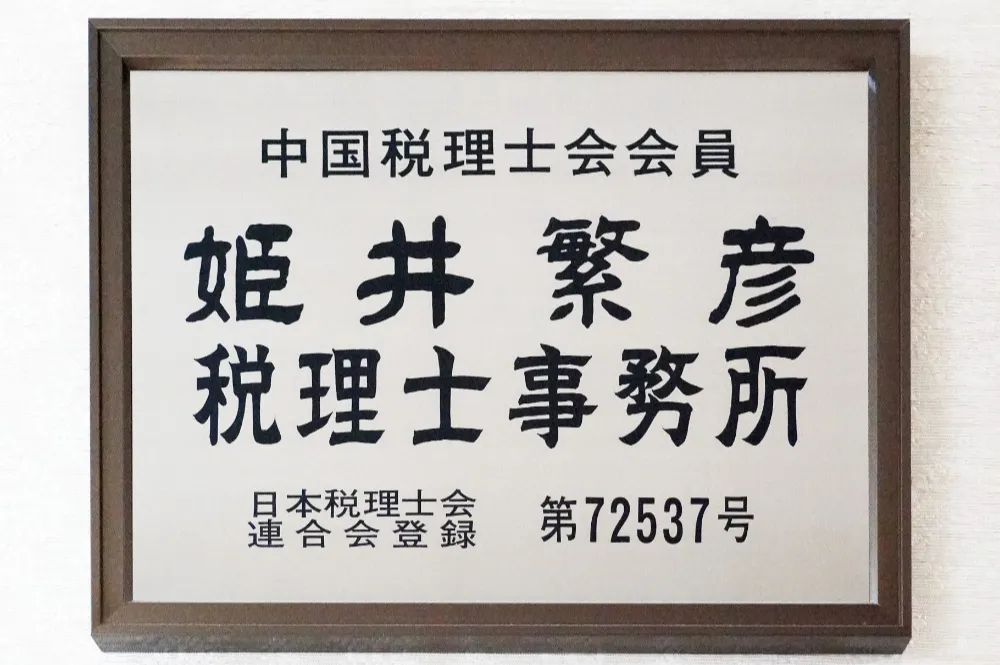 中国税理士会会員
姫井繁彦
税理士事務所
日本税理士会
連合会登録
第72537号